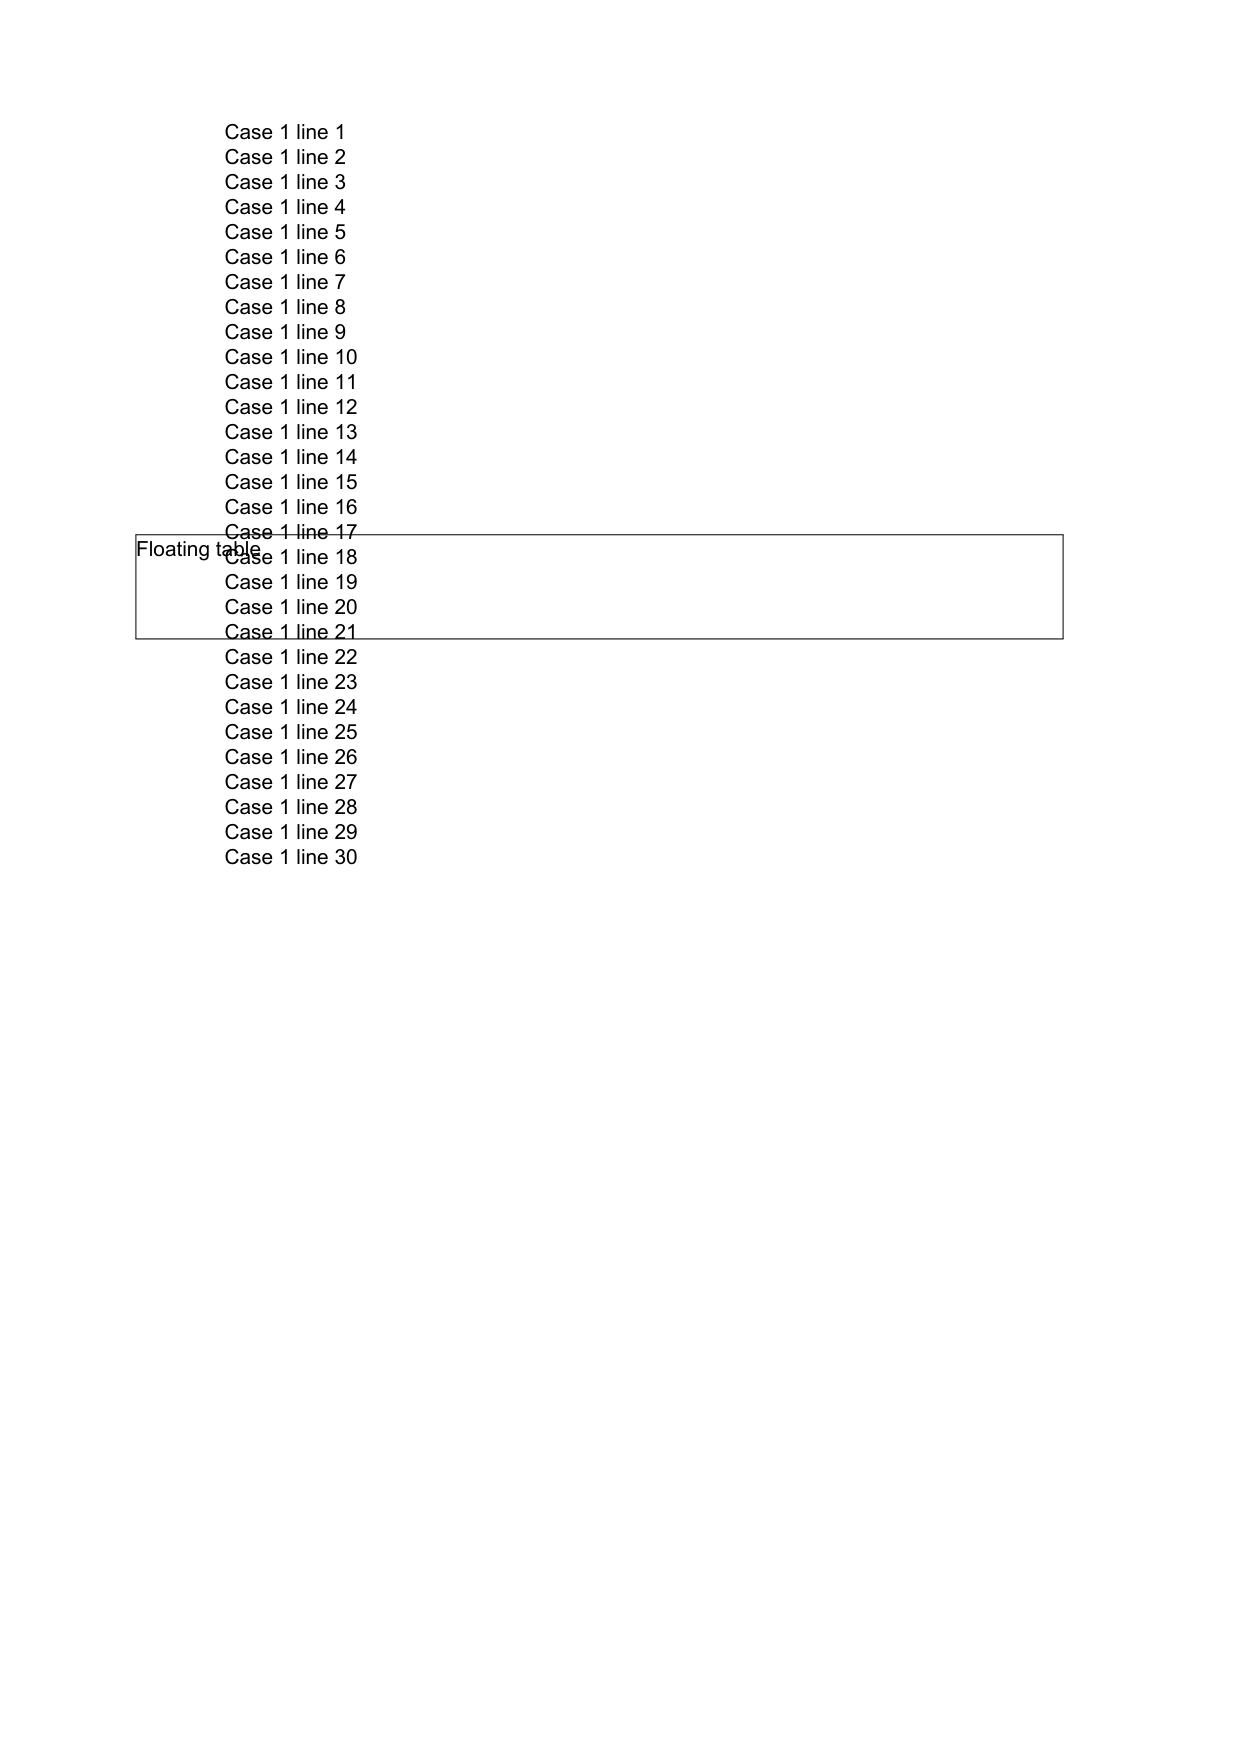 Case 1 line 1
Case 1 line 2
Case 1 line 3
Case 1 line 4
Case 1 line 5
Case 1 line 6
Case 1 line 7
Case 1 line 8
Case 1 line 9
Case 1 line 10
Case 1 line 11
Case 1 line 12
Case 1 line 13
Case 1 line 14
Case 1 line 15
Case 1 line 16
Case 1 line 17
Floating table
Case 1 line 18
Case 1 line 19
Case 1 line 20
Case 1 line 21
Case 1 line 22
Case 1 line 23
Case 1 line 24
Case 1 line 25
Case 1 line 26
Case 1 line 27
Case 1 line 28
Case 1 line 29
Case 1 line 30